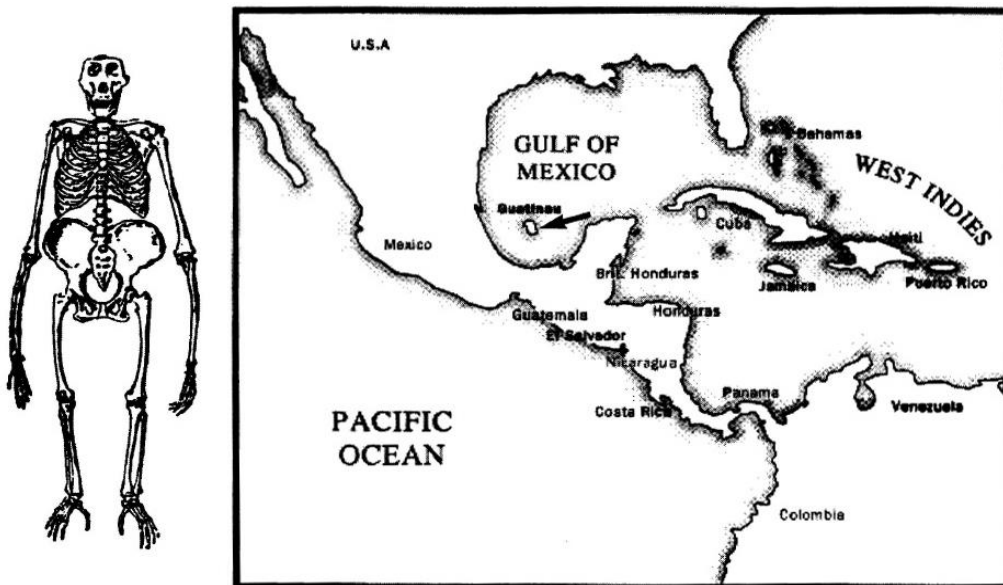 U.S.A
GULF OF
MEXICO
Bahamas
WEST INDIES
Guatinau
Cuba
Mexico
Haiti
Brit. Honduras
Jamaica
Puerto Rico
Guatemala
Honduras
El Salvador
Nicaragua
Panama
Costa Rica
Venezuela
PACIFIC
OCEAN
Colombia